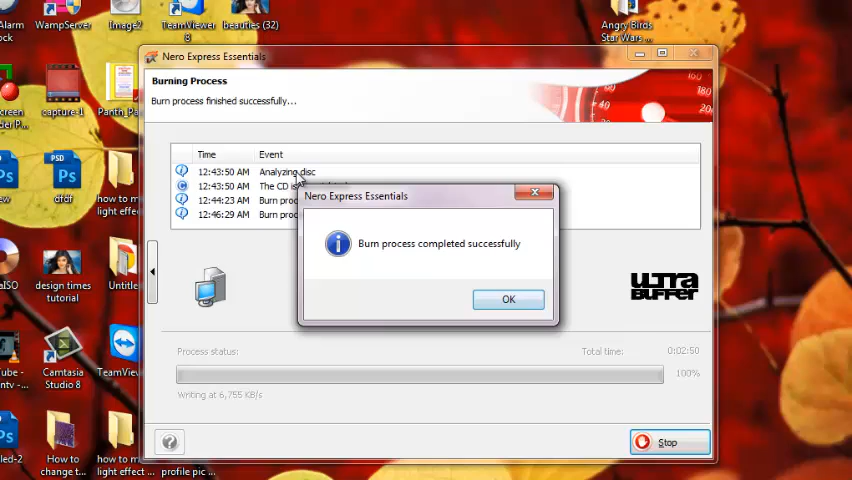 Alarm
WampServer
Image2
TeamViewer
8
beauties (32)
Angry Birds
Star Wars ...
Nero Express Essentials
Burning Process
Burn process finished successfully...
160
180
Time
Event
12:43:50 AM
Analyzing disc
12:43:50 AM
The CD is
12:44:23 AM
Burn proc
12:46:29 AM
Burn proc
Nero Express Essentials
Burn process completed successfully
OK
capture-1
Panth_Pa
PSD
dfdf
how to m
light effect
design times
tutorial
Untitle
ULTRA
BUFFER
Process status:
Total time:
0:02:50
100%
Writing at 6,755 KB/s
Camtasia
Studio 8
TeamView
How to
change t...
how to m
light effect ...
profile pic ...
Stop